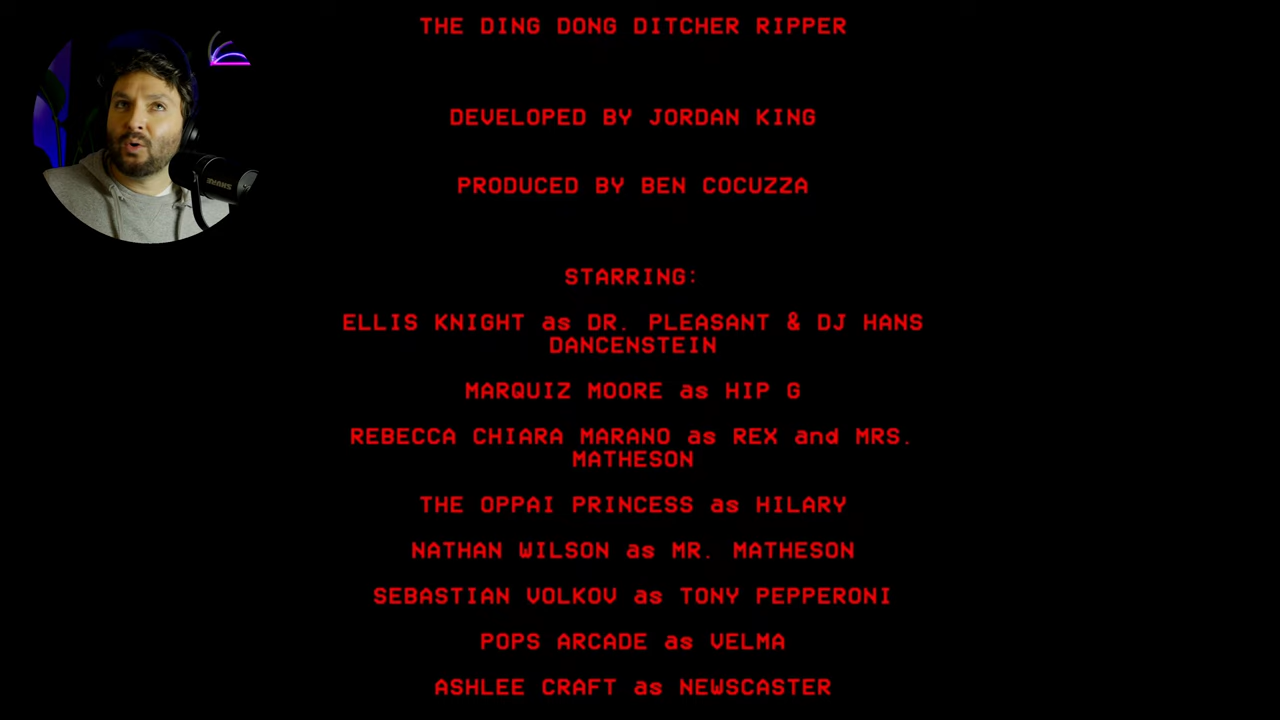 THE DING DONG DITCHER RIPPER
DEVELOPED BY JORDAN KING
PRODUCED BY BEN COCUZZA
STARRING:
ELLIS KNIGHT as DR. PLEASANT & DJ HANS
DANCENSTEIN
MARQUIZ MOORE as HIP G
REBECCA CHIARA MARANO as REX and MRS.
MATHESON
THE OPPAI PRINCESS as HILARY
NATHAN WILSON as MR. MATHESON
SEBASTIAN VOLKOV as TONY PEPPERONI
POPS ARCADE as VELMA
ASHLEE CRAFT as NEWSCASTER